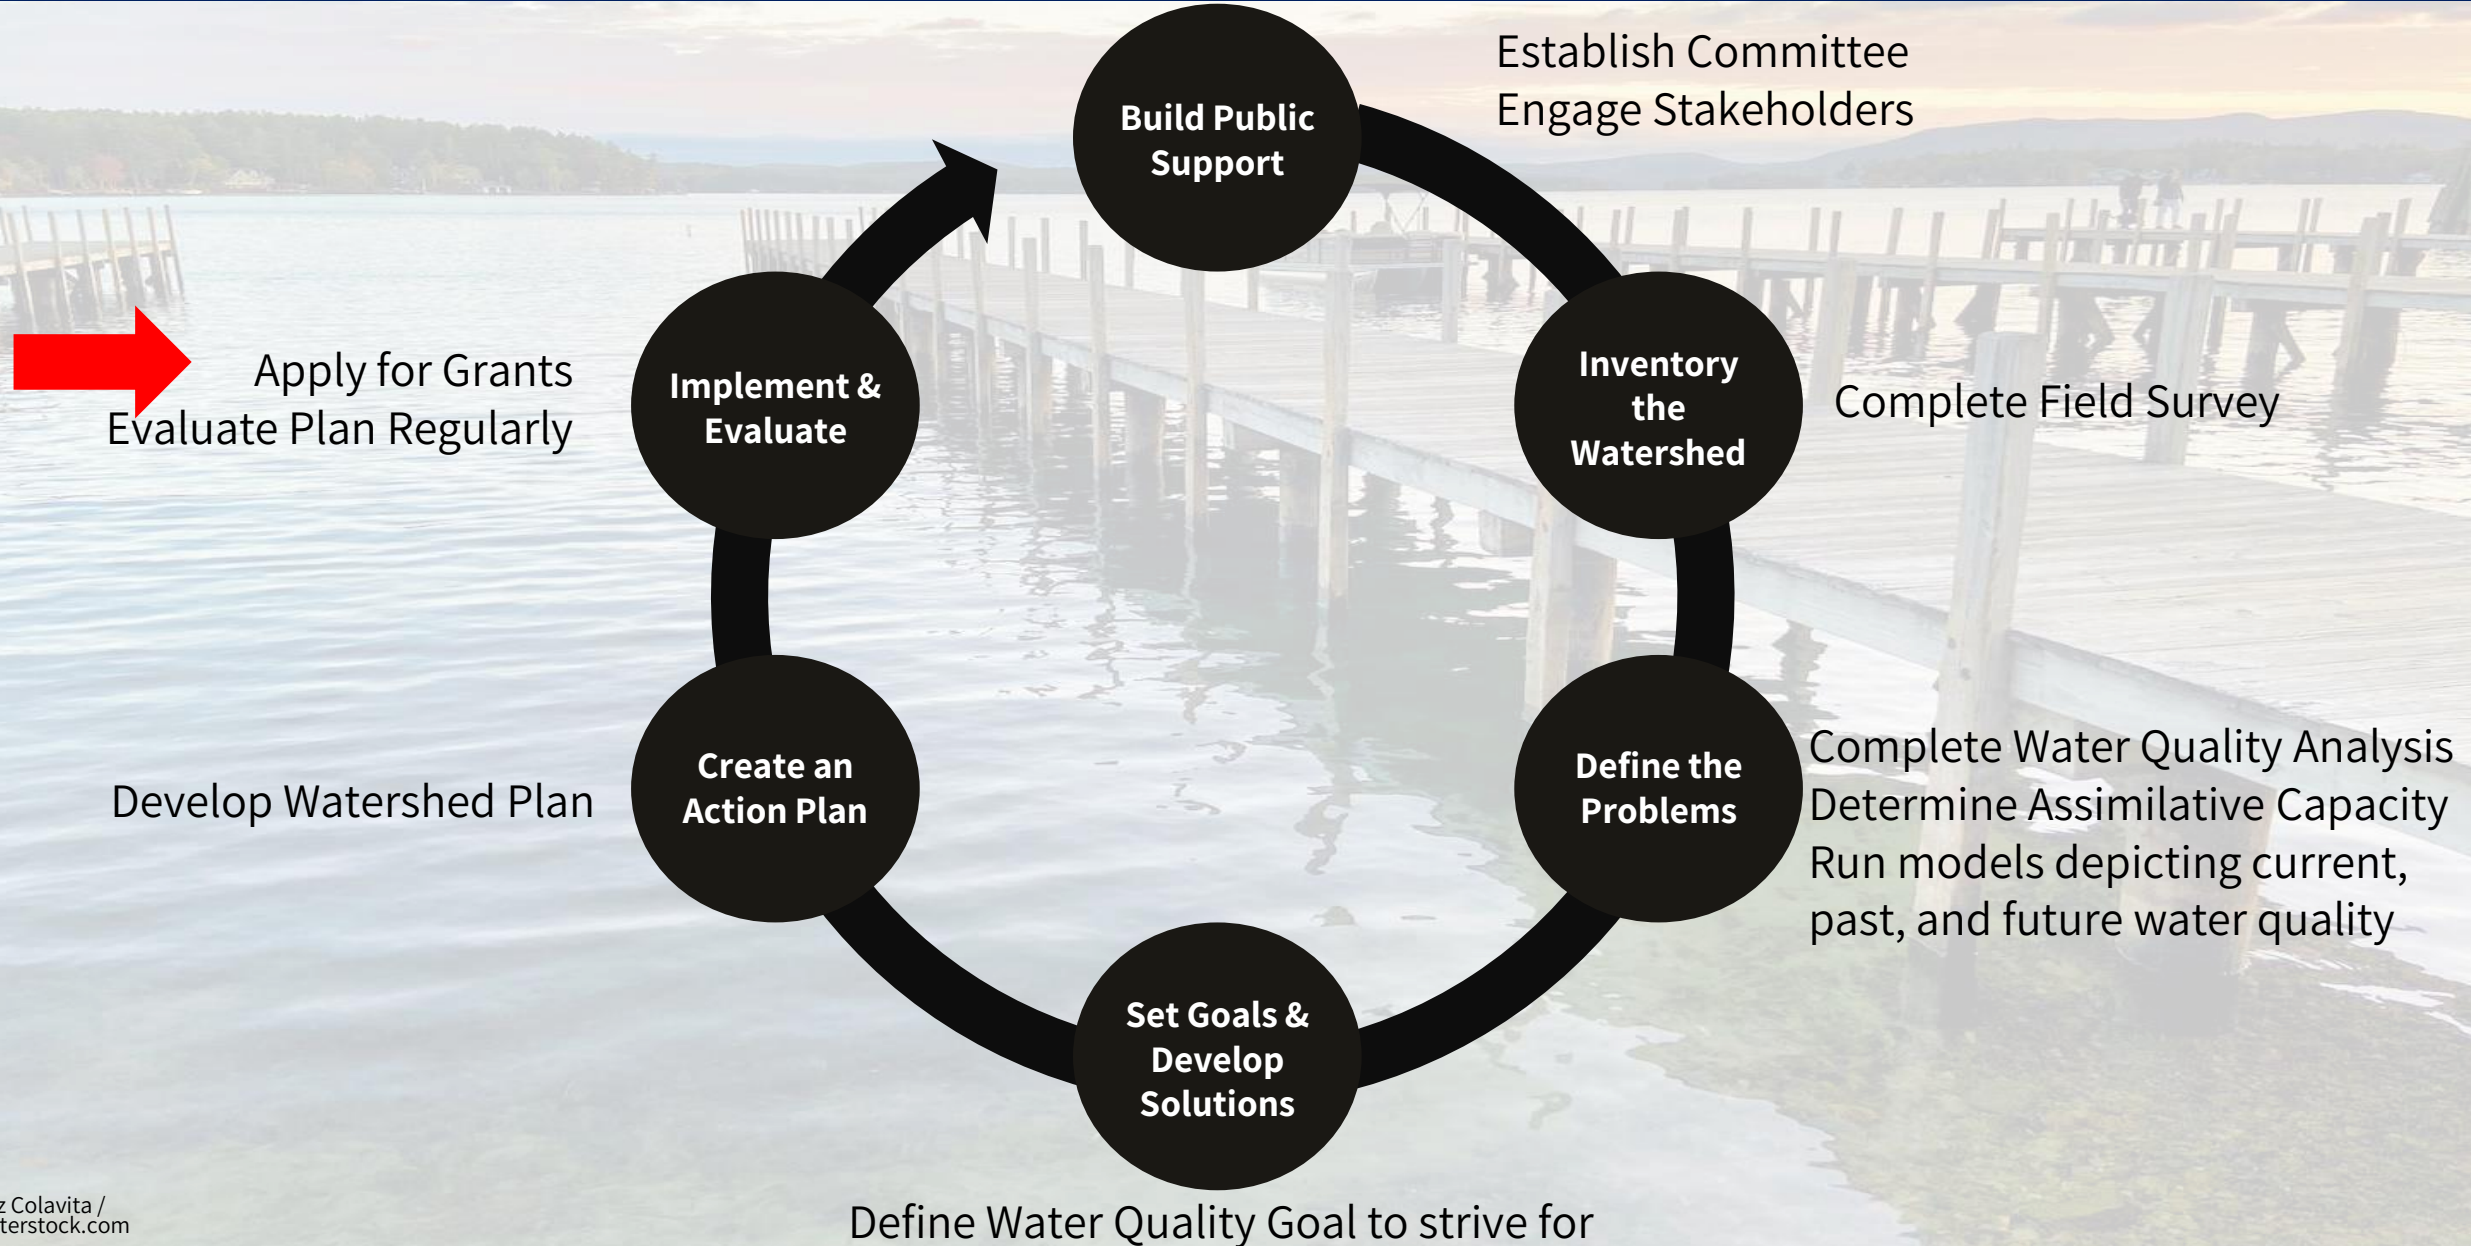 Build Public
Support
Establish Committee
Engage Stakeholders
Inventory
the
Watershed
Complete Field Survey
Define the
Problems
Complete Water Quality Analysis
Determine Assimilative Capacity
Run models depicting current,
past, and future water quality
Set Goals &
Develop
Solutions
Define Water Quality Goal to strive for
Create an
Action Plan
Develop Watershed Plan
Implement &
Evaluate
Apply for Grants
Evaluate Plan Regularly
z Colavita /
terstock.com